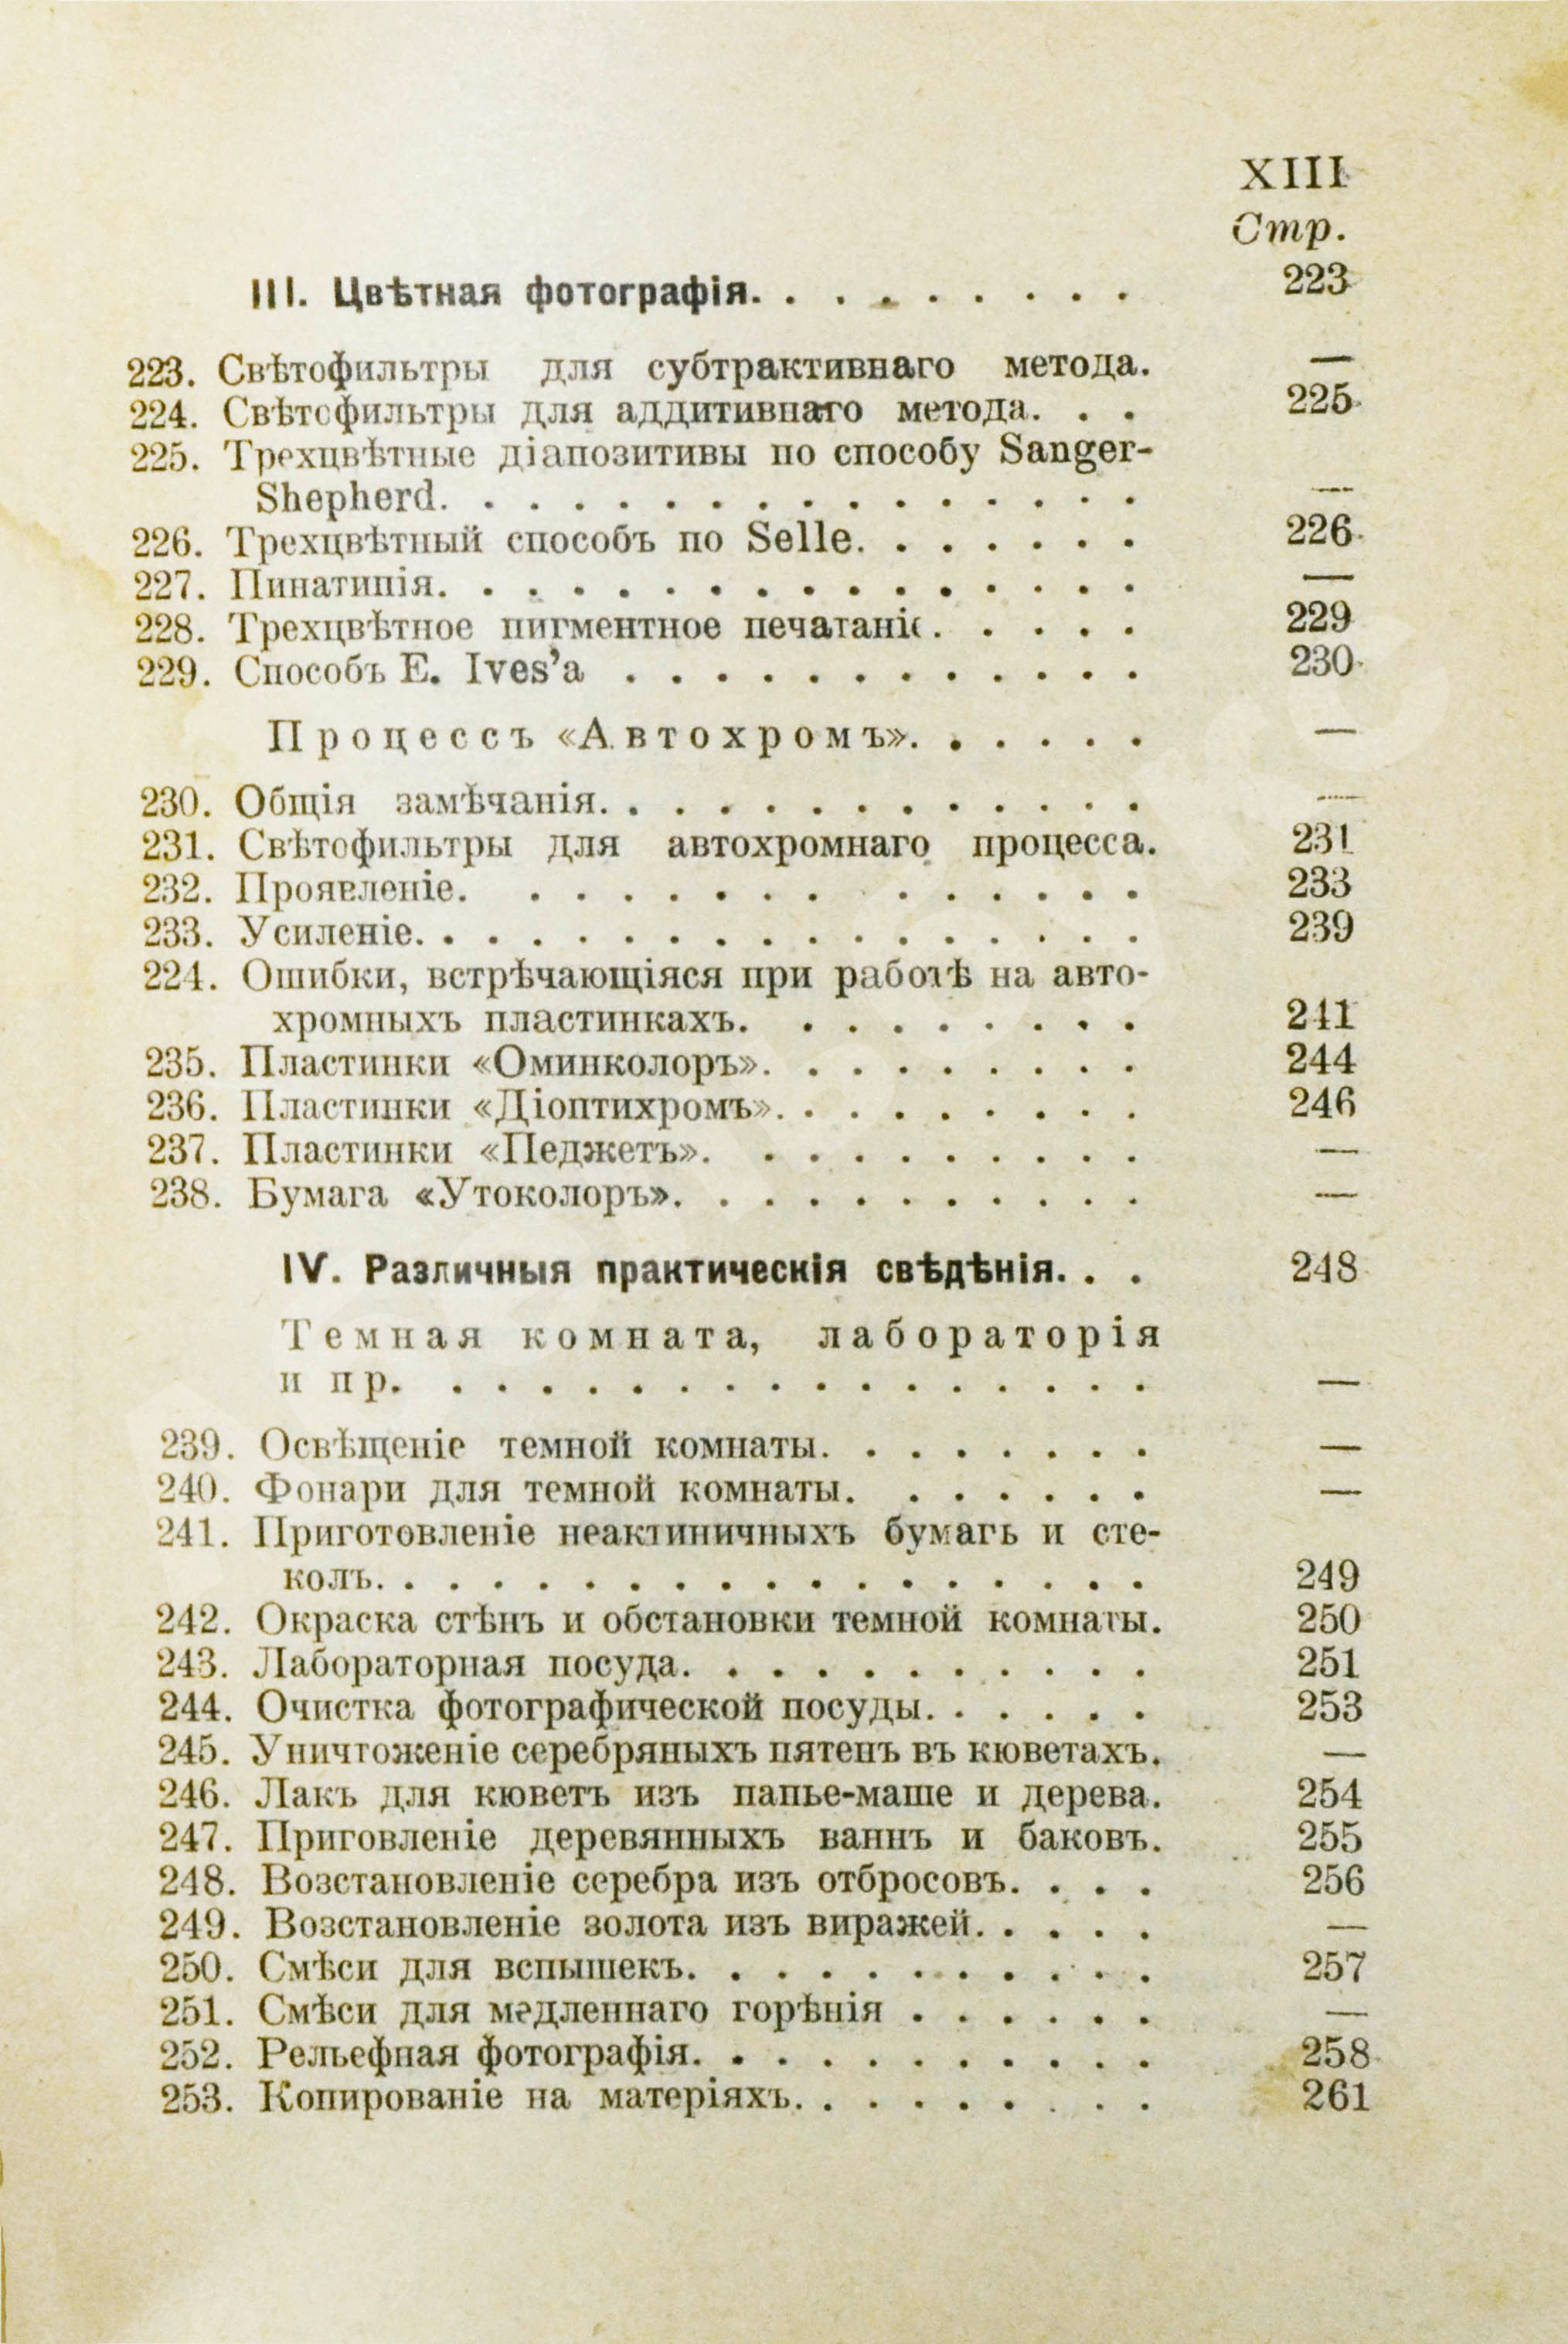 XIII
Стр.
III. Цвѣтная фотографія. . . . . . . . . 223
223. Свѣтофильтры для субтрактивнаго метода. —
224. Свѣтофильтры для аддитивнаго метода. . . 225
225. Трехцвѣтные діапозитивы по способу Sanger-
Shepherd. . . . . . . . . . . . . . . . —
226. Трехцвѣтный способъ по Selle. . . . . . . 226
227. Пинатипія. . . . . . . . . . . . . . . . —
228. Трехцвѣтное пигментное печатаніе. . . . . 229
229. Способъ E. Ives’a . . . . . . . . . . . . 230
Процессъ «Автохромъ». . . . . . —
230. Общія замѣчанія. . . . . . . . . . . . . —
231. Свѣтофильтры для автохромнаго процесса. 231
232. Проявленіе. . . . . . . . . . . . . . 233
233. Усиленіе. . . . . . . . . . . . . . . . . 239
224. Ошибки, встрѣчающіяся при работѣ на авто-
хромныхъ пластинкахъ. . . . . . . . . 241
235. Пластинки «Оминколоръ». . . . . . . . . 244
236. Пластинки «Діоптихромъ». . . . . . . . . 246
237. Пластинки «Педжетъ». . . . . . . . . . —
238. Бумага «Утоколоръ». . . . . . . . . . . —
IV. Различныя практическія свѣдѣнія. . . 248
Темная комната, лабораторія
и пр. . . . . . . . . . . . . . . . . —
239. Освѣщеніе темной комнаты. . . . . . . . —
240. Фонари для темной комнаты. . . . . . . —
241. Приготовленіе неактиничныхъ бумагъ и сте-
колъ. . . . . . . . . . . . . . . . . . 249
242. Окраска стѣнъ и обстановки темной комнаты. 250
243. Лабораторная посуда. . . . . . . . . . . 251
244. Очистка фотографической посуды. . . . . . 253
245. Уничтоженіе серебряныхъ пятенъ въ кюветахъ. —
246. Лакъ для кюветъ изъ папье-маше и дерева. 254
247. Приговленіе деревянныхъ ваннъ и баковъ. 255
248. Возстановленіе серебра изъ отбросовъ. . . . 256
249. Возстановленіе золота изъ виражей. . . . . —
250. Смѣси для вспышекъ. . . . . . . . . . . 257
251. Смѣси для медленнаго горѣнія . . . . . . —
252. Рельефная фотографія. . . . . . . . . . . 258
253. Копированіе на матеріяхъ. . . . . . . . . 261